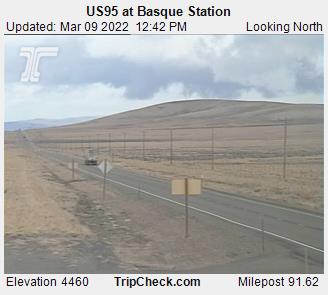 US95 at Basque Station
Updated: Mar 09 2022 12:42 PM Looking North
Elevation 4460 TripCheck.com Milepost 91.62